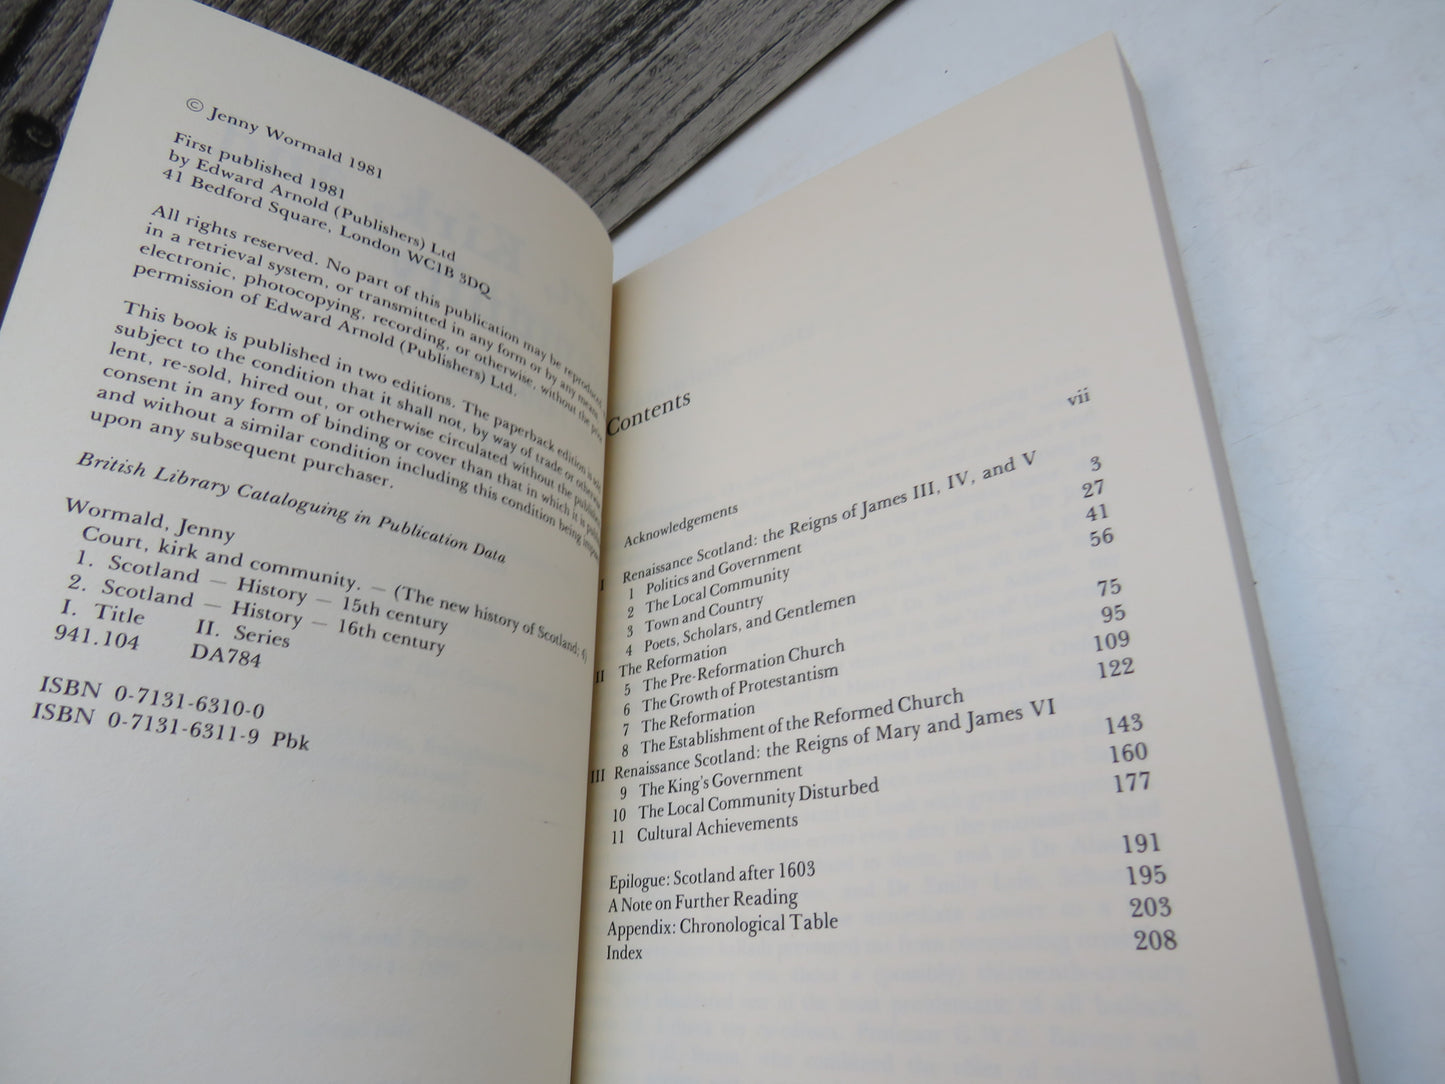 © Jenny Wormald 1981
First published 1981
by Edward Arnold (Publishers) Ltd
41 Bedford Square, London WC1B 3DQ
All rights reserved. No part of this publication may be reproduced,
in a retrieval system, or transmitted in any form or by any means
electronic, photocopying, recording, or otherwise, without the prior
permission of Edward Arnold (Publishers) Ltd.
This book is published in two editions. The paperback edition is sold
subject to the condition that it shall not, by way of trade or otherwise
lent, re-sold, hired out, or otherwise circulated without the publishers
consent in any form of binding or cover than that in which it is published
and without a similar condition including this condition being imposed
upon any subsequent purchaser.
British Library Cataloguing in Publication Data
Wormald, Jenny
Court, kirk and community. — (The new history of Scotland; 4)
1. Scotland — History — 15th century
2. Scotland — History — 16th century
I. Title II. Series
941.104 DA784
ISBN 0-7131-6310-0
ISBN 0-7131-6311-9 Pbk
Contents
Acknowledgements vii
I Renaissance Scotland: the Reigns of James III, IV, and V
1 Politics and Government 3
2 The Local Community 27
3 Town and Country 41
4 Poets, Scholars, and Gentlemen 56
II The Reformation
5 The Pre-Reformation Church 75
6 The Growth of Protestantism 95
7 The Reformation 109
8 The Establishment of the Reformed Church 122
III Renaissance Scotland: the Reigns of Mary and James VI
9 The King's Government 143
10 The Local Community Disturbed 160
11 Cultural Achievements 177
Epilogue: Scotland after 1603 191
A Note on Further Reading 195
Appendix: Chronological Table 203
Index 208